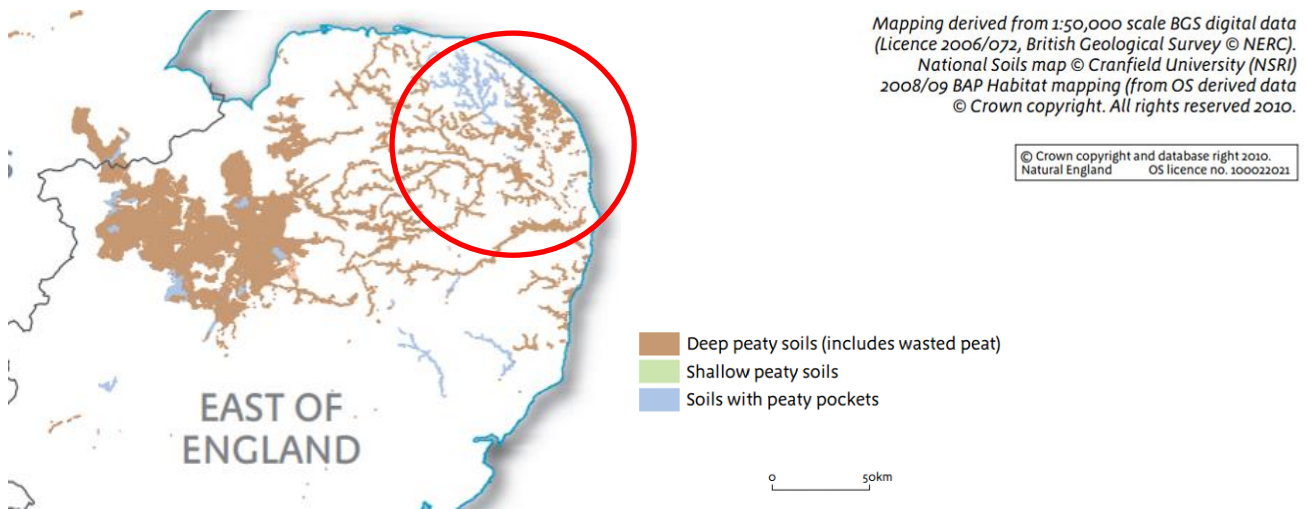 Mapping derived from 1:50,000 scale BGS digital data
(Licence 2006/072, British Geological Survey © NERC).
National Soils map © Cranfield University (NSRI)
2008/09 BAP Habitat mapping (from OS derived data
© Crown copyright. All rights reserved 2010.
© Crown copyright and database right 2010.
Natural England OS licence no. 100022021
Deep peaty soils (includes wasted peat)
Shallow peaty soils
Soils with peaty pockets
EAST OF
ENGLAND
0 50km